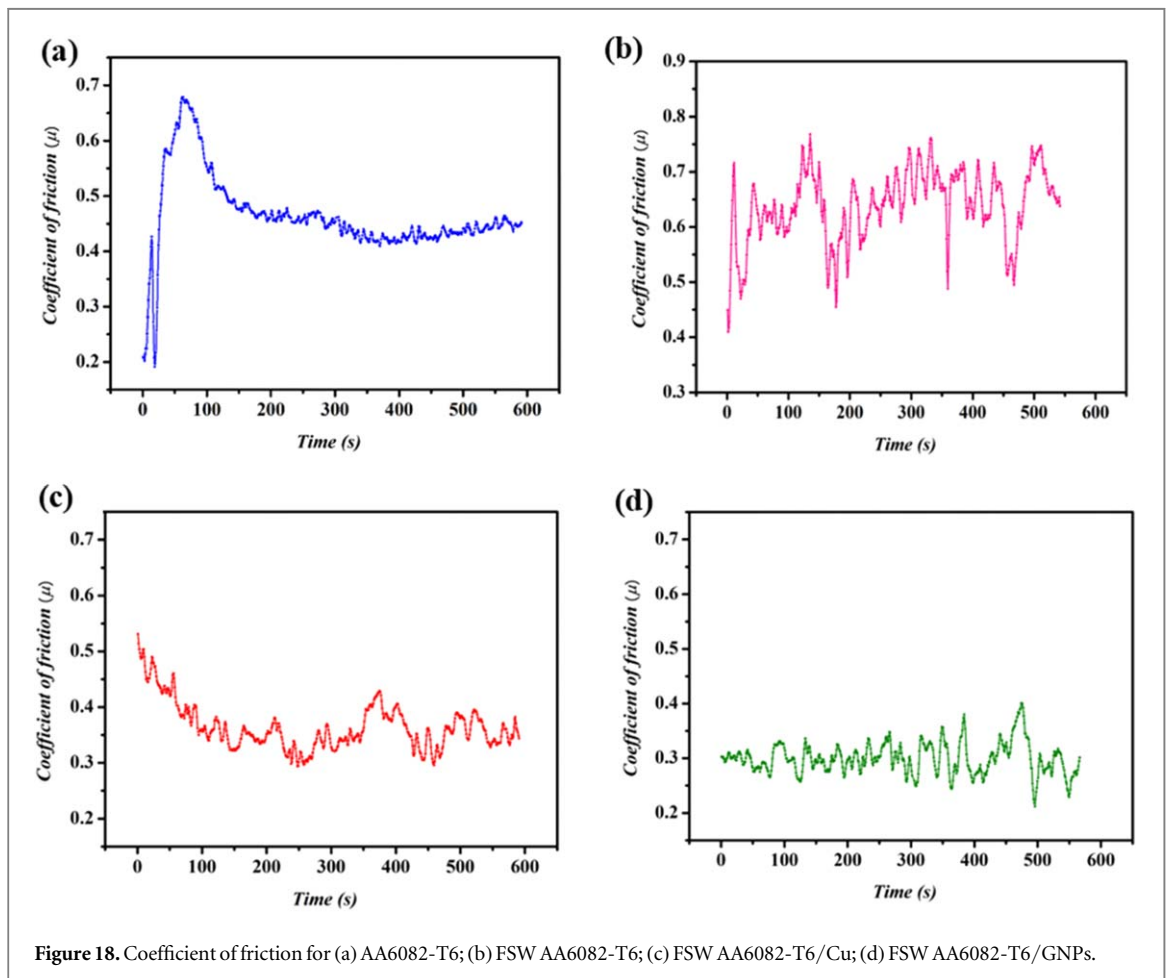 (a)
0.7
0.6
0.5
0.4
0.3
0.2
Coefficient of friction (μ)
0 100 200 300 400 500 600
Time (s)
(b)
0.9
0.8
0.7
0.6
0.5
0.4
0.3
Coefficient of friction (μ)
0 100 200 300 400 500 600
Time (s)
(c)
0.7
0.6
0.5
0.4
0.3
0.2
Coefficient of friction (μ)
0 100 200 300 400 500 600
Time (s)
(d)
0.7
0.6
0.5
0.4
0.3
0.2
Coefficient of friction (μ)
0 100 200 300 400 500 600
Time (s)
Figure 18. Coefficient of friction for (a) AA6082-T6; (b) FSW AA6082-T6; (c) FSW AA6082-T6/Cu; (d) FSW AA6082-T6/GNPs.